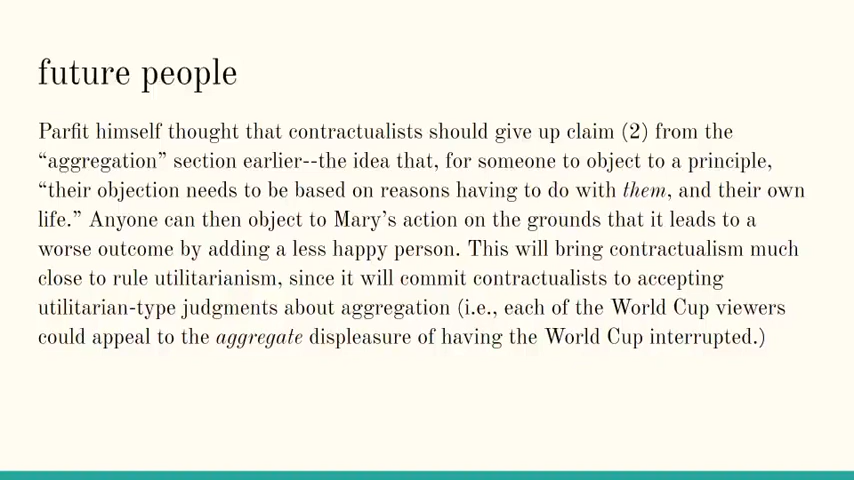 future people
Parfit himself thought that contractualists should give up claim (2) from the
“aggregation” section earlier--the idea that, for someone to object to a principle,
“their objection needs to be based on reasons having to do with them, and their own
life.” Anyone can then object to Mary’s action on the grounds that it leads to a
worse outcome by adding a less happy person. This will bring contractualism much
close to rule utilitarianism, since it will commit contractualists to accepting
utilitarian-type judgments about aggregation (i.e., each of the World Cup viewers
could appeal to the aggregate displeasure of having the World Cup interrupted.)